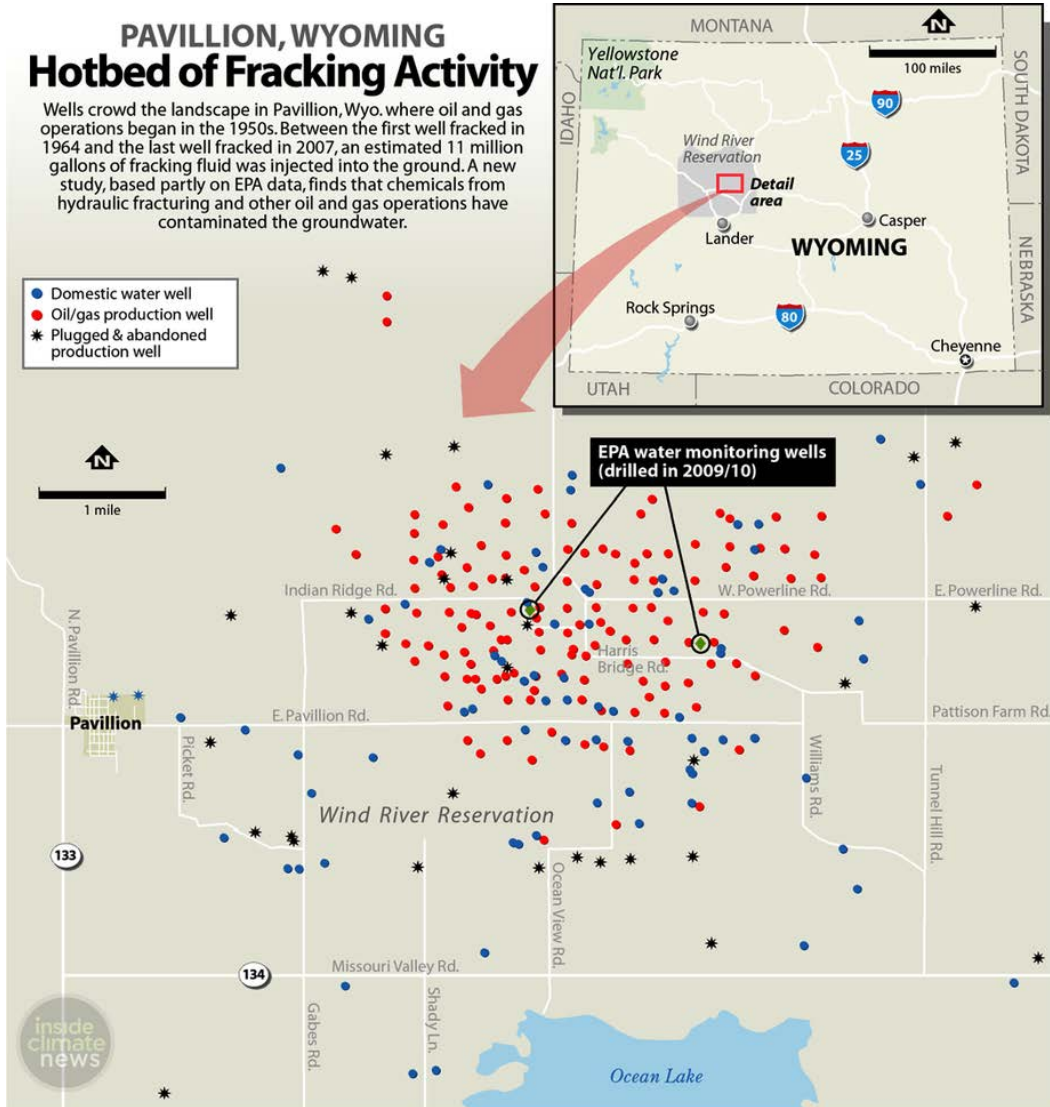 PAVILLION, WYOMING
Hotbed of Fracking Activity
Wells crowd the landscape in Pavillion, Wyo. where oil and gas
operations began in the 1950s. Between the first well fracked in
1964 and the last well fracked in 2007, an estimated 11 million
gallons of fracking fluid was injected into the ground. A new
study, based partly on EPA data, finds that chemicals from
hydraulic fracturing and other oil and gas operations have
contaminated the groundwater.
MONTANA
N
100 miles
Yellowstone
Nat'l. Park
IDAHO
SOUTH DAKOTA
90
25
Wind River
Reservation
Detail
area
Lander
Casper
WYOMING
NEBRASKA
Rock Springs
80
Cheyenne
UTAH
COLORADO
Domestic water well
Oil/gas production well
Plugged & abandoned
production well
N
1 mile
EPA water monitoring wells
(drilled in 2009/10)
Indian Ridge Rd.
W. Powerline Rd.
E. Powerline Rd.
N. Pavillion Rd.
Harris
Bridge Rd.
Pavillion
E. Pavillion Rd.
Pattison Farm Rd.
Picket Rd.
Williams Rd.
Tunnel Hill Rd.
Wind River Reservation
133
Ocean View Rd.
134
Missouri Valley Rd.
Gabes Rd.
Shady Ln.
inside
climate
news
Ocean Lake